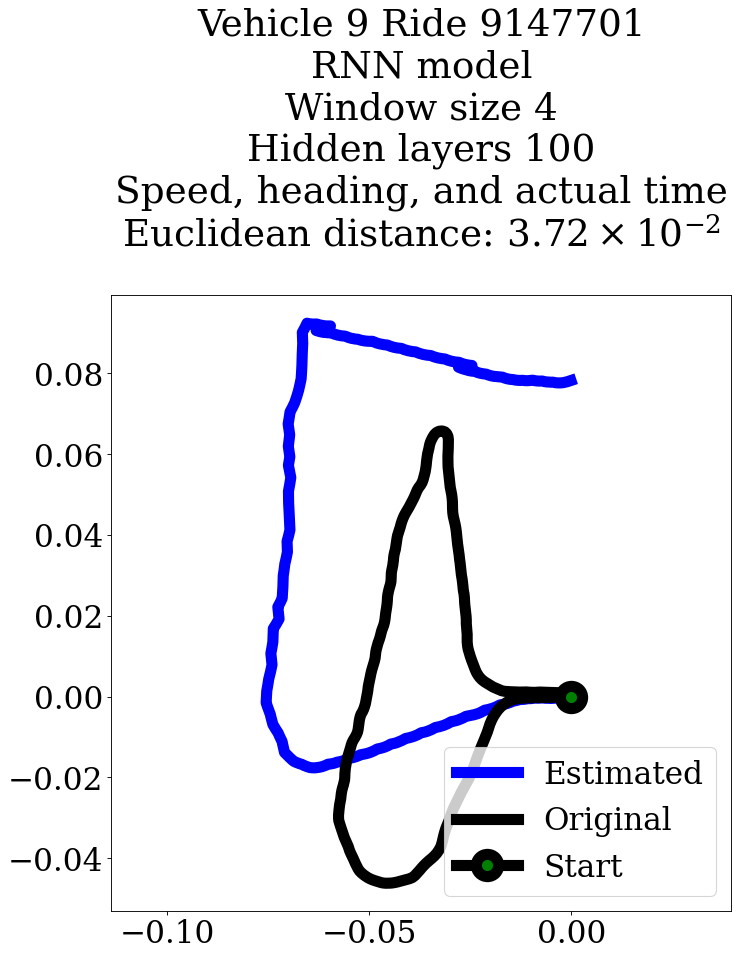 Vehicle 9 Ride 9147701
RNN model
Window size 4
Hidden layers 100
Speed, heading, and actual time
Euclidean distance: 3.72 × 10⁻²
0.08
0.06
0.04
0.02
0.00
−0.02
−0.04
Estimated
Original
Start
−0.10
−0.05
0.00